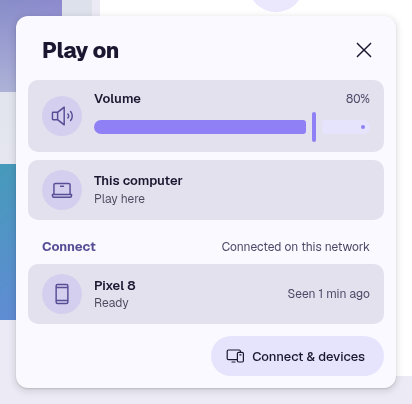 Play on
Volume 80%
This computer
Play here
Connect Connected on this network
Pixel 8
Ready
Seen 1 min ago
Connect & devices